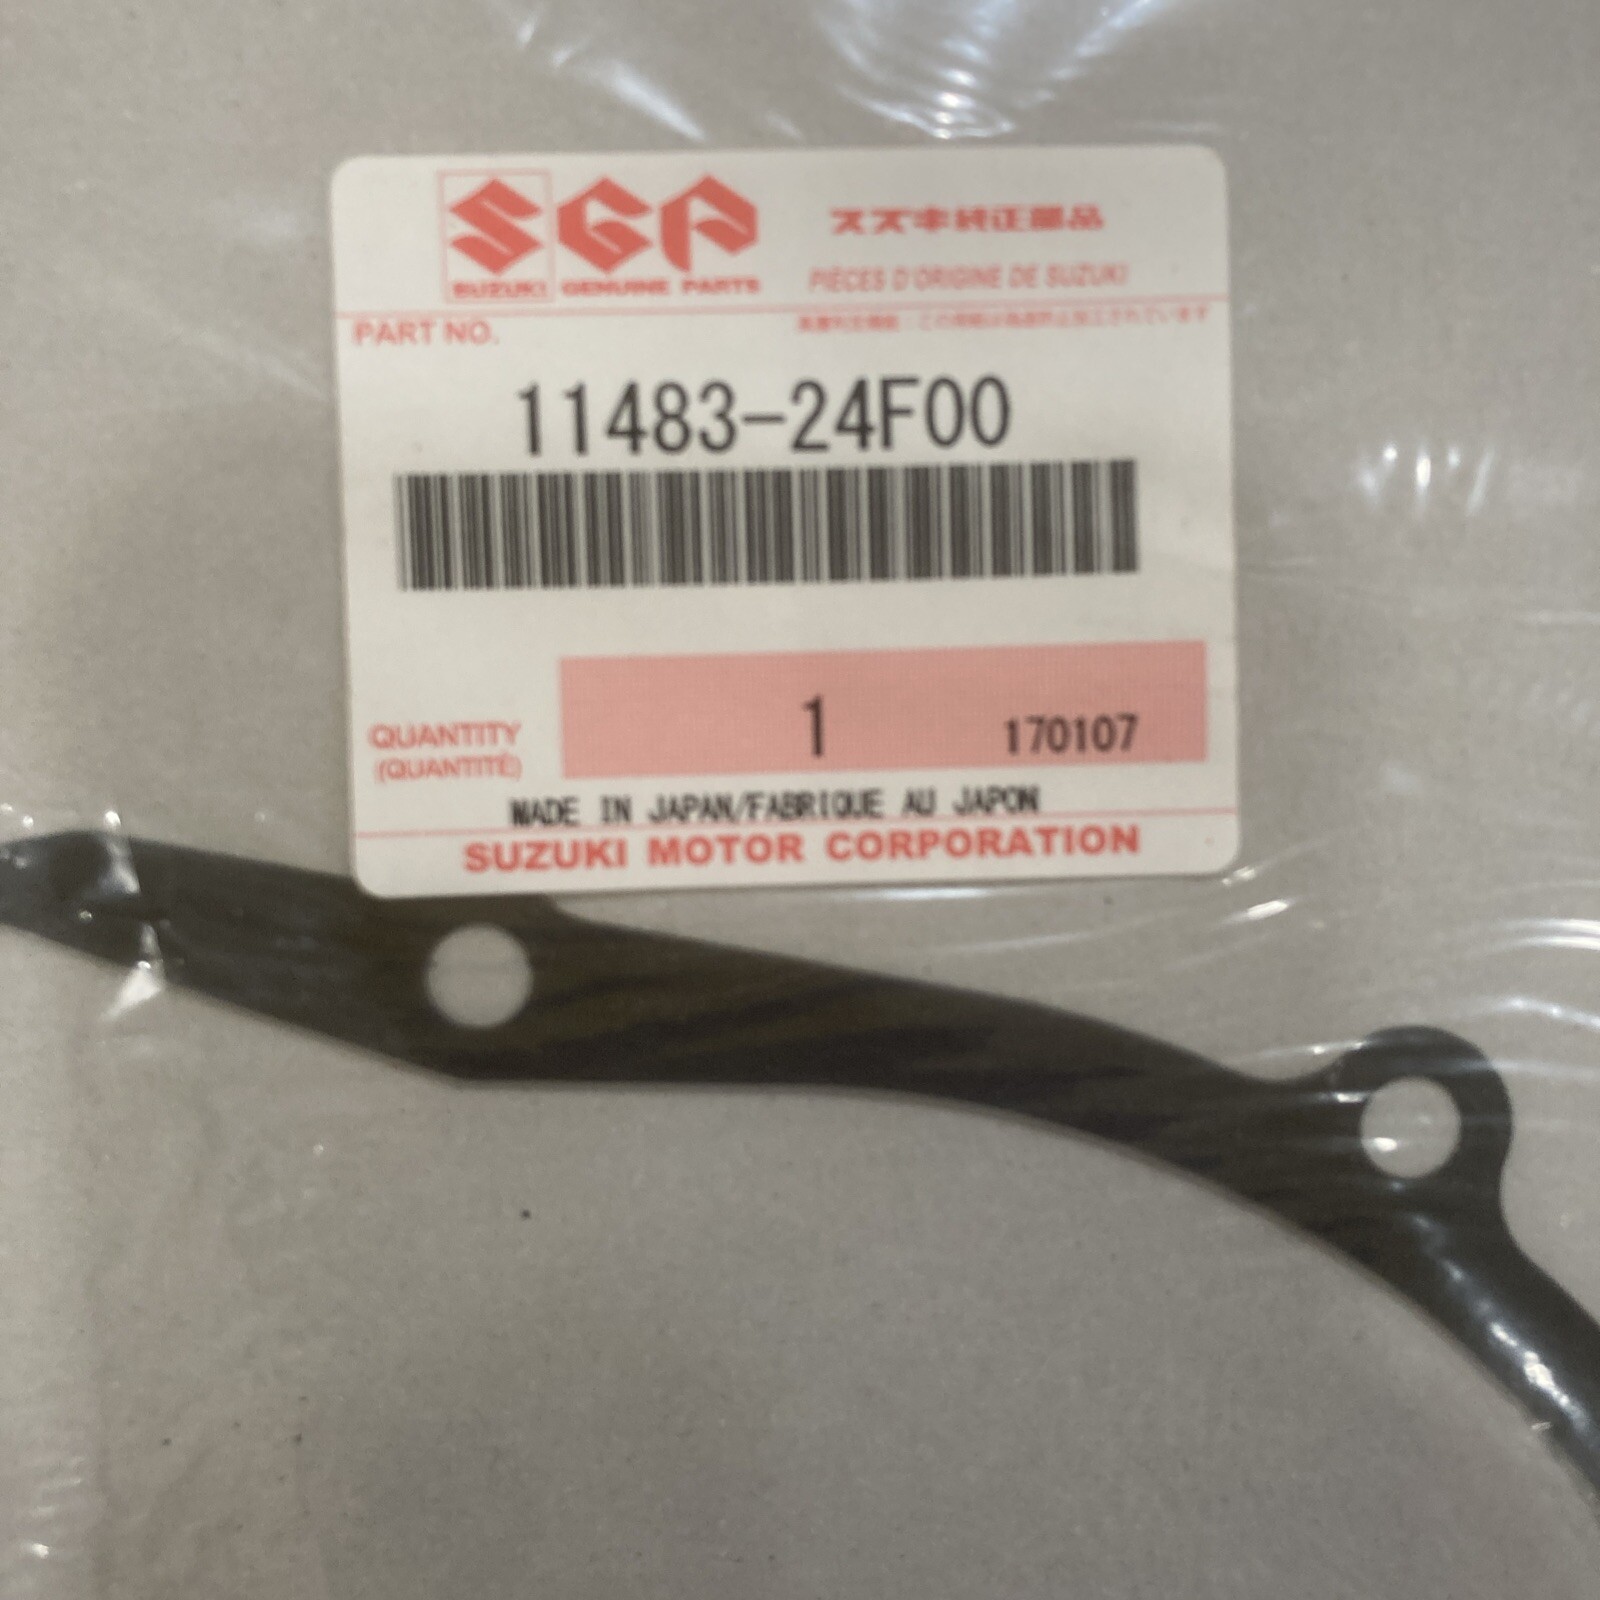 SGP
スズキ純正部品
SUZUKI GENUINE PARTS
PIÈCES D'ORIGINE DE SUZUKI
PART NO.
11483-24F00
QUANTITY
(QUANTITÉ)
1
170107
MADE IN JAPAN/FABRIQUE AU JAPON
SUZUKI MOTOR CORPORATION